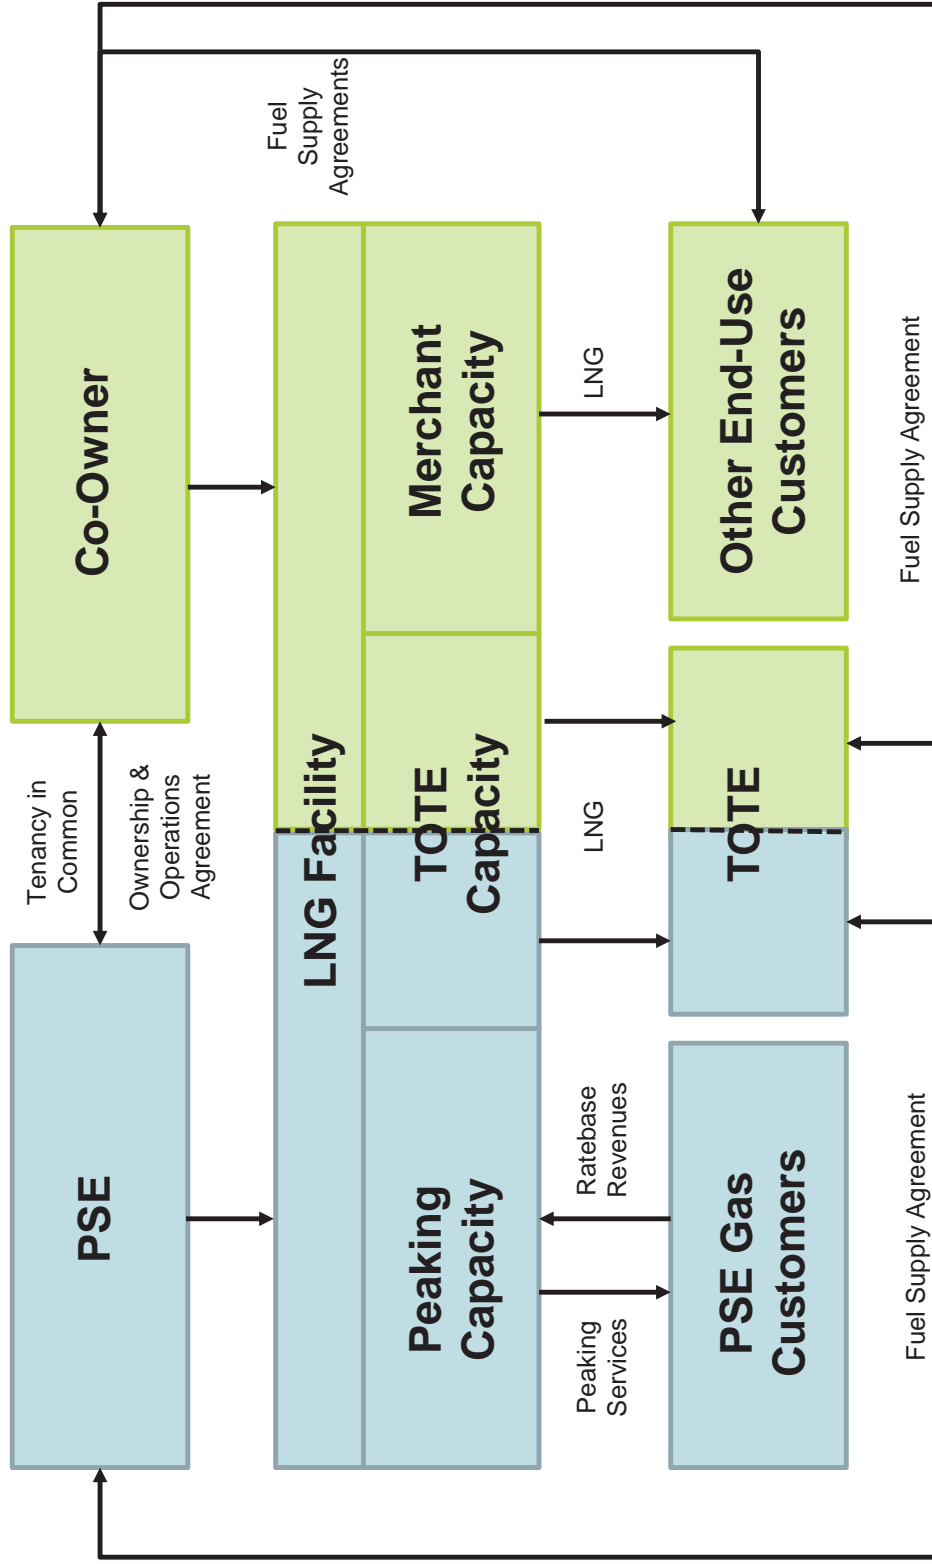 PSE
Tenancy in
Common
Ownership &
Operations
Agreement
Co-Owner
LNG Facility
Fuel
Supply
Agreements
Peaking
Capacity
TOTE
Capacity
Merchant
Capacity
Peaking
Services
Ratebase
Revenues
LNG
LNG
PSE Gas
Customers
TOTE
Other End-Use
Customers
Fuel Supply Agreement
Fuel Supply Agreement